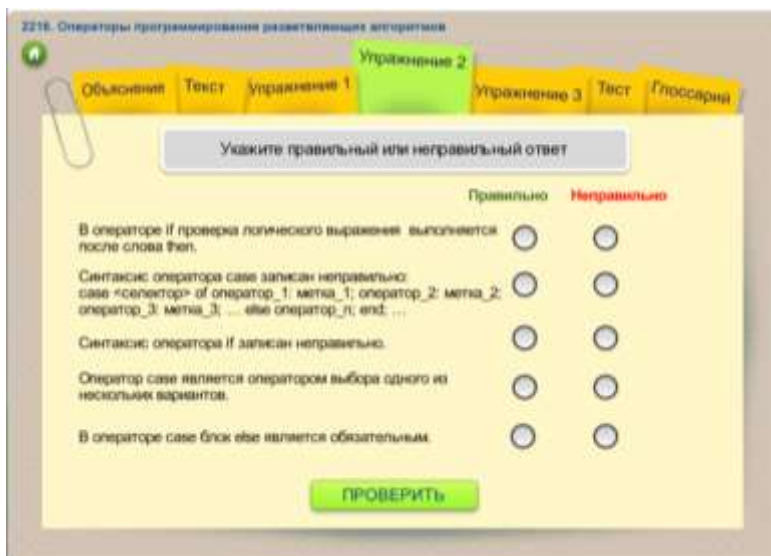 2216. Операторы программирования разветвляющих алгоритмов
Объяснение Текст Упражнение 1 Упражнение 2 Упражнение 3 Тест Глоссарий
Укажите правильный или неправильный ответ
Правильно Неправильно
В операторе if проверка логического выражения выполняется
после слова then.
Синтаксис оператора case записан неправильно:
case <селектор> of оператор_1: метка_1; оператор_2: метка_2;
оператор_3: метка_3; … else оператор_n; end; …
Синтаксис оператора if записан неправильно.
Оператор case является оператором выбора одного из
нескольких вариантов.
В операторе case блок else является обязательным.
ПРОВЕРИТЬ